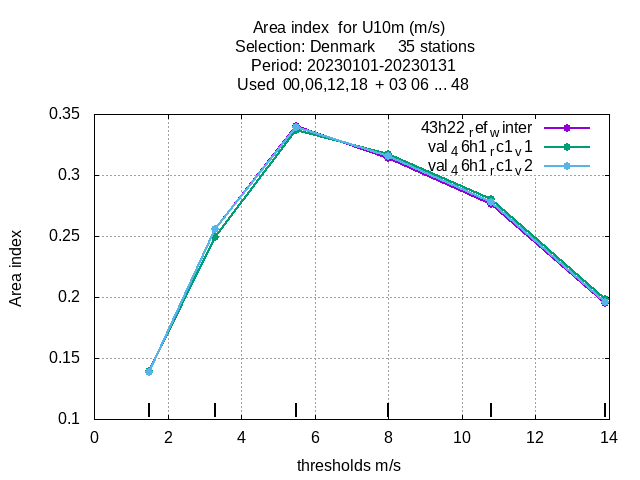 Area index  for U10m (m/s)
Selection: Denmark     35 stations
Period: 20230101-20230131
Used  00,06,12,18  + 03 06 ... 48
0.35
0.3
0.25
0.2
0.15
0.1
Area index
43h22 r ef w inter
val 4 6h1 r c1 v 1
val 4 6h1 r c1 v 2
0 2 4 6 8 10 12 14
thresholds m/s